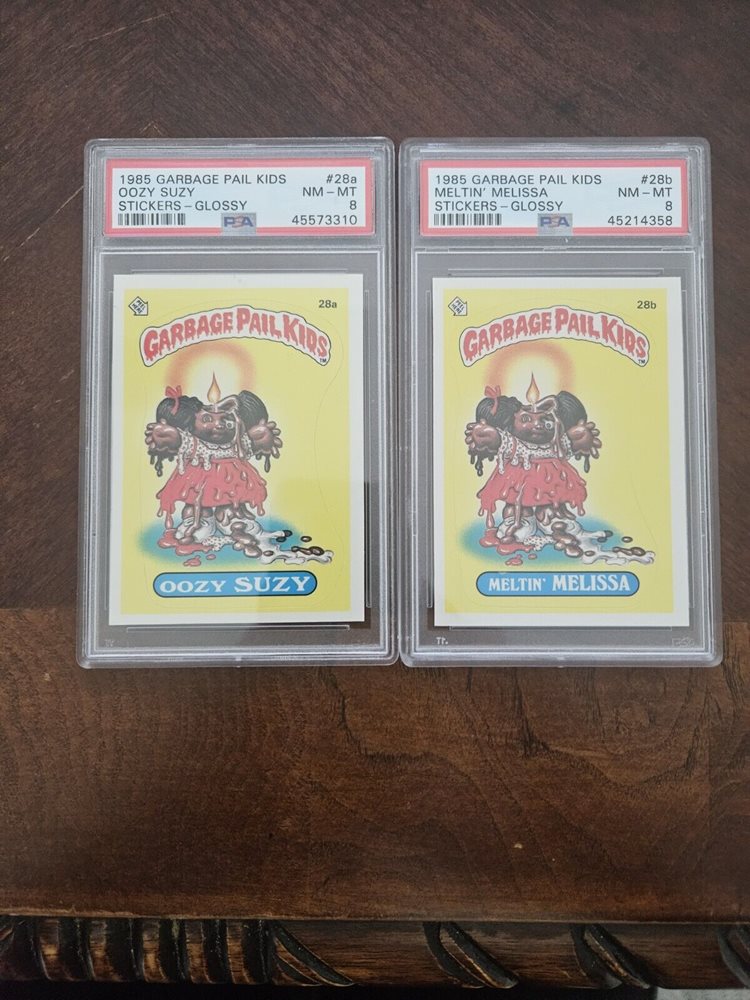 1985 GARBAGE PAIL KIDS #28a
OOZY SUZY NM-MT
STICKERS-GLOSSY 8
PSA 45573310
28a
GARBAGE PAIL KIDS
TM
OOZY SUZY
1985 GARBAGE PAIL KIDS #28b
MELTIN' MELISSA NM-MT
STICKERS-GLOSSY 8
PSA 45214358
28b
GARBAGE PAIL KIDS
TM
MELTIN' MELISSA